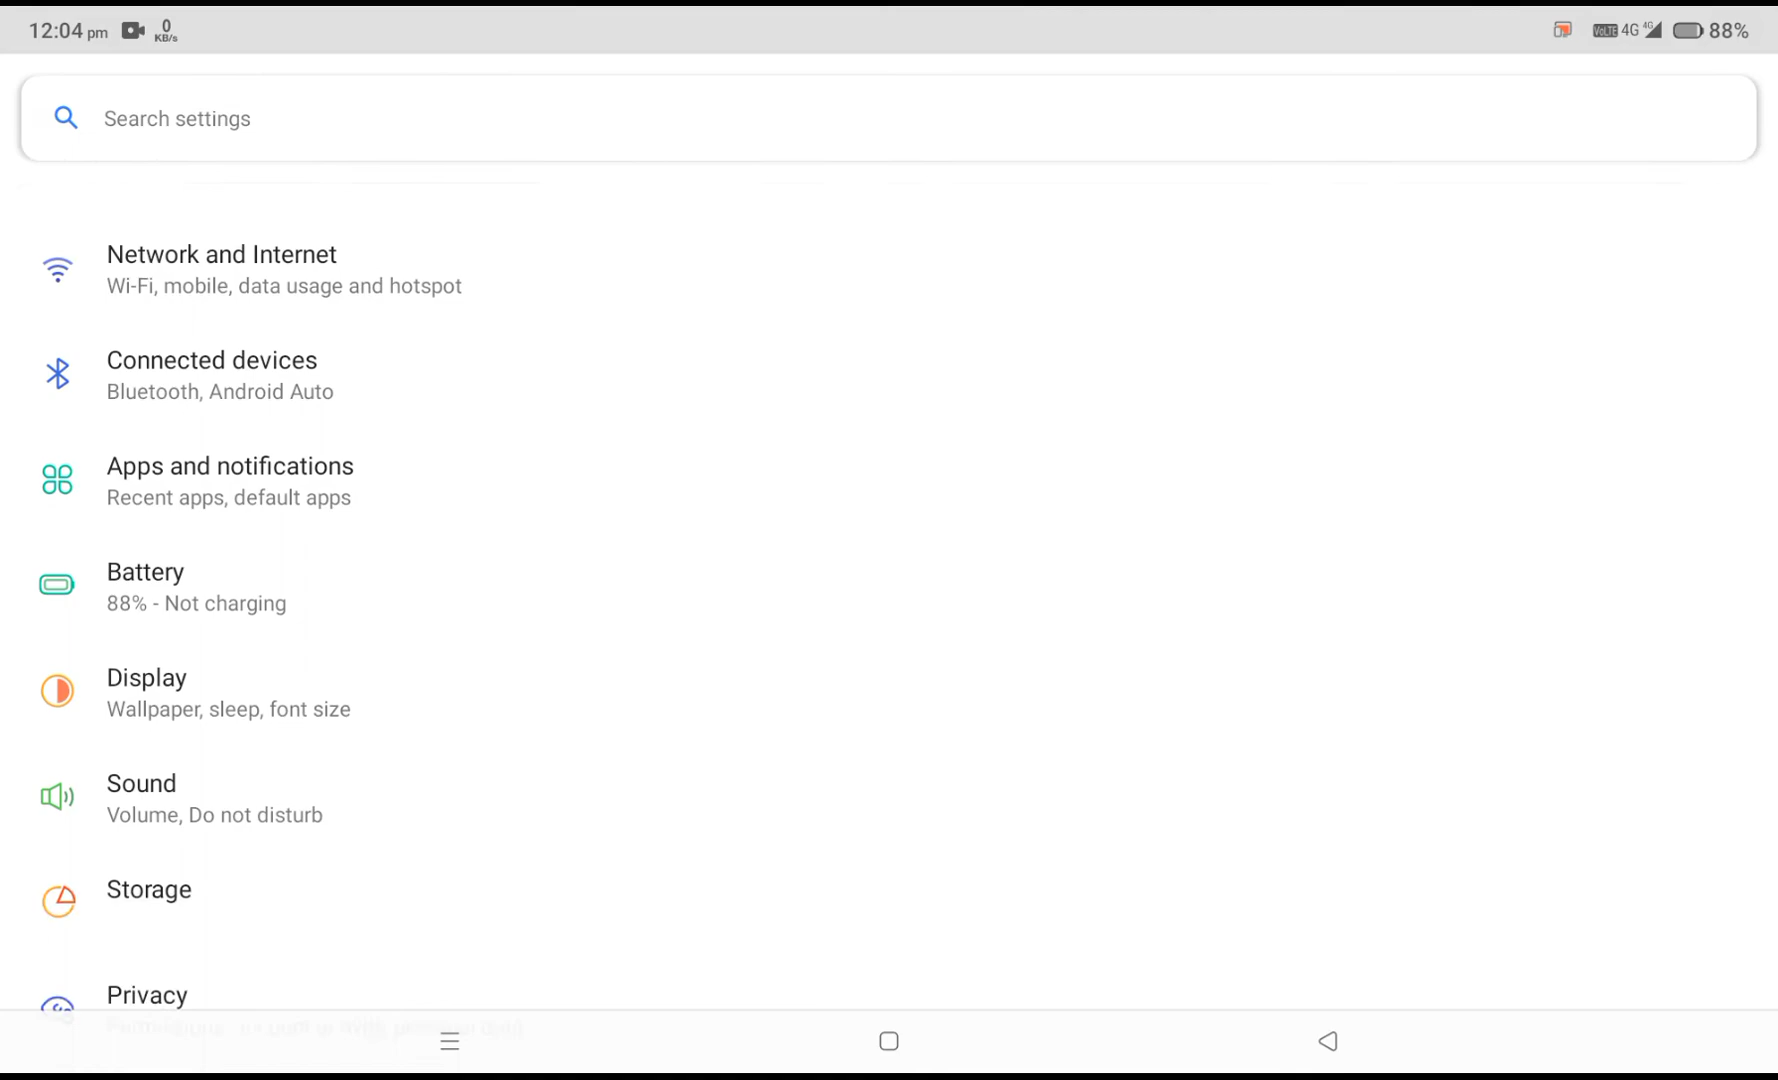 12:04 pm 0 KB/s VoLTE 4G 4G 88%
Search settings
Network and Internet
Wi-Fi, mobile, data usage and hotspot
Connected devices
Bluetooth, Android Auto
Apps and notifications
Recent apps, default apps
Battery
88% - Not charging
Display
Wallpaper, sleep, font size
Sound
Volume, Do not disturb
Storage
Privacy